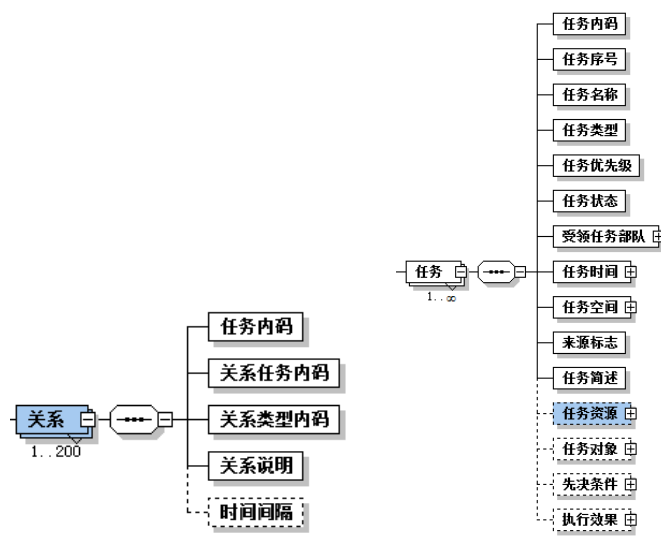 关系
1..200
任务内码
关系任务内码
关系类型内码
关系说明
时间间隔
任务
1..∞
任务内码
任务序号
任务名称
任务类型
任务优先级
任务状态
受领任务部队
任务时间
任务空间
来源标志
任务简述
任务资源
任务对象
先决条件
执行效果